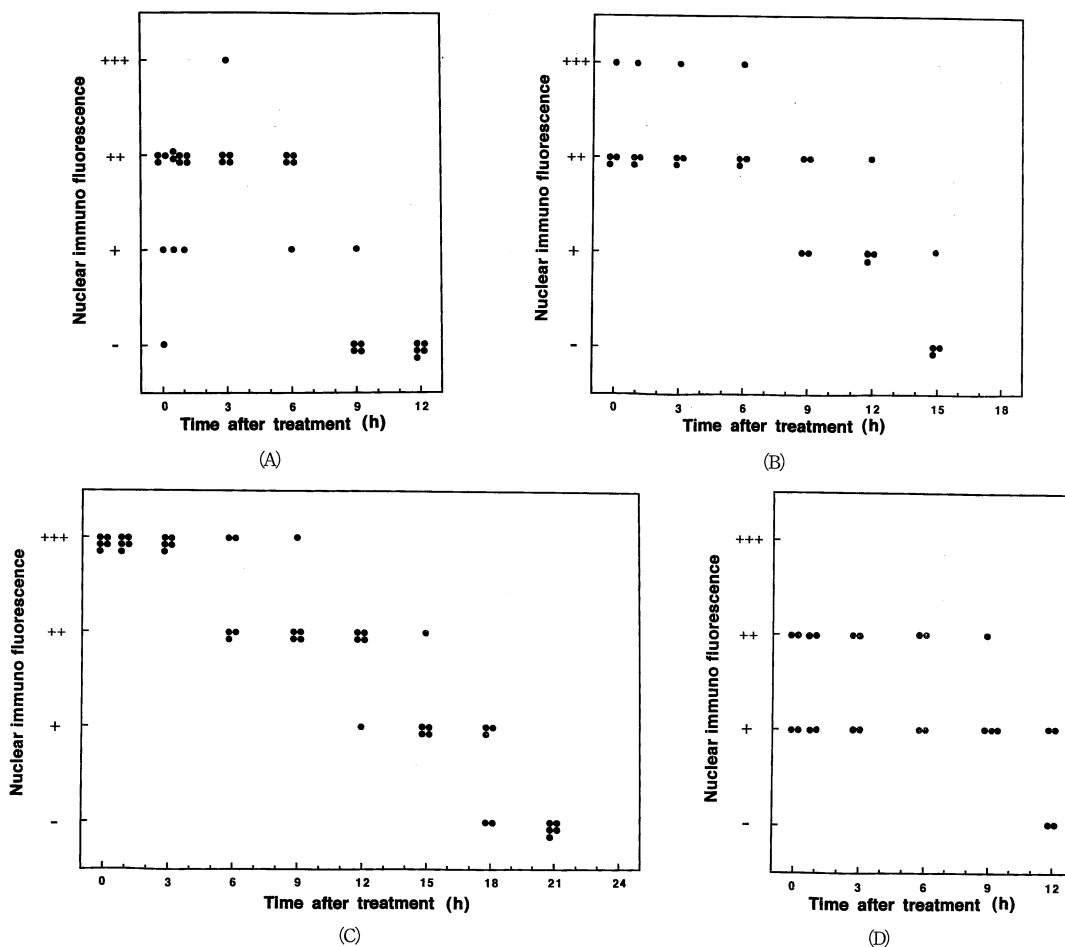 +++
++
+
-
Nuclear immuno fluorescence
0 3 6 9 12
Time after treatment (h)
(A)
+++
++
+
-
Nuclear immuno fluorescence
0 3 6 9 12 15 18
Time after treatment (h)
(B)
+++
++
+
-
Nuclear immuno fluorescence
0 3 6 9 12 15 18 21 24
Time after treatment (h)
(C)
+++
++
+
-
Nuclear immuno fluorescence
0 3 6 9 12
Time after treatment (h)
(D)